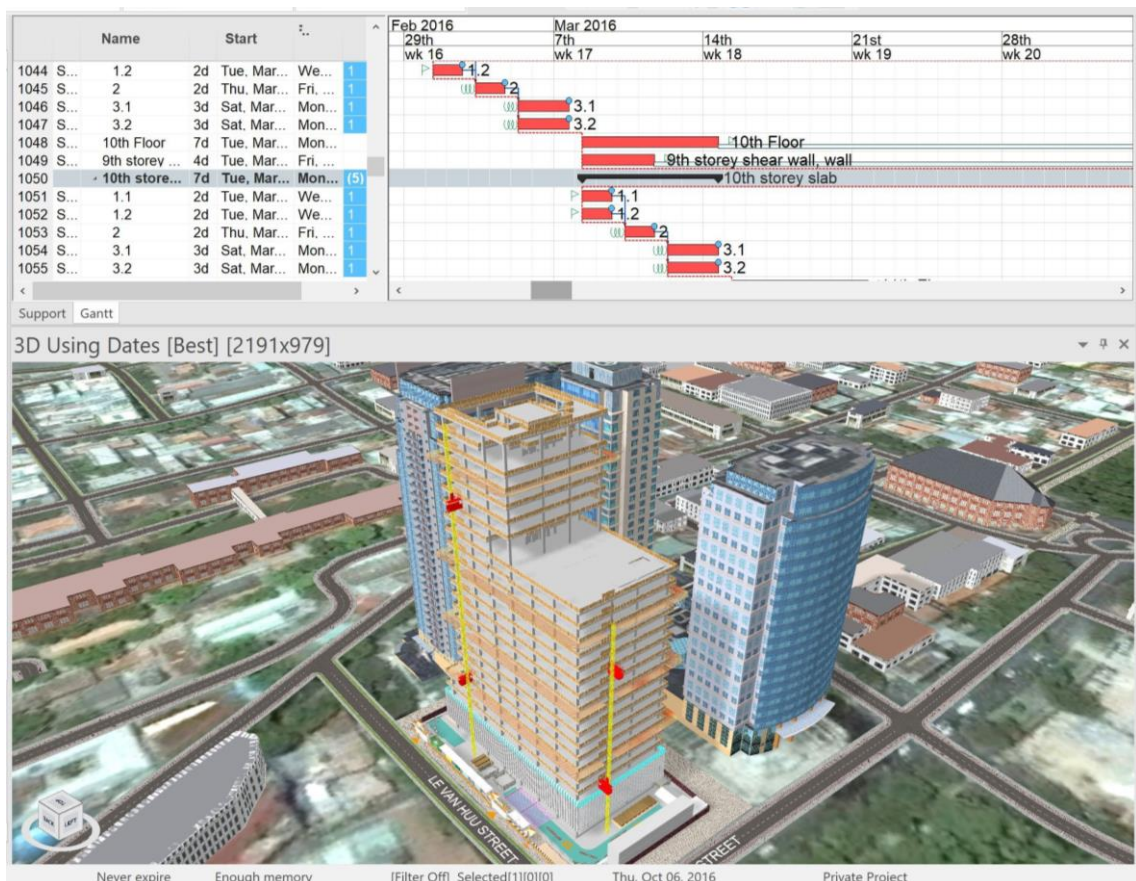 Name Start
Feb 2016 Mar 2016
29th 7th 14th 21st 28th
wk 16 wk 17 wk 18 wk 19 wk 20
1044 S... 1.2 2d Tue, Mar... We... 1 1.2
1045 S... 2 2d Thu, Mar... Fri, ... 1 2
1046 S... 3.1 3d Sat, Mar... Mon... 1 3.1
1047 S... 3.2 3d Sat, Mar... Mon... 1 3.2
1048 S... 10th Floor 7d Tue, Mar... Mon... 10th Floor
1049 S... 9th storey ... 4d Tue, Mar... Fri, ... 9th storey shear wall, wall
1050 10th store... 7d Tue, Mar... Mon... (5) 10th storey slab
1051 S... 1.1 2d Tue, Mar... We... 1 1.1
1052 S... 1.2 2d Tue, Mar... We... 1 1.2
1053 S... 2 2d Thu, Mar... Fri, ... 1 2
1054 S... 3.1 3d Sat, Mar... Mon... 1 3.1
1055 S... 3.2 3d Sat, Mar... Mon... 1 3.2
Support Gantt
3D Using Dates [Best] [2191x979]
LE VAN HUU STREET
STREET
BACK LEFT
Never expire Enough memory [Filter Off] Selected[1][0][0] Thu, Oct 06, 2016 Private Project